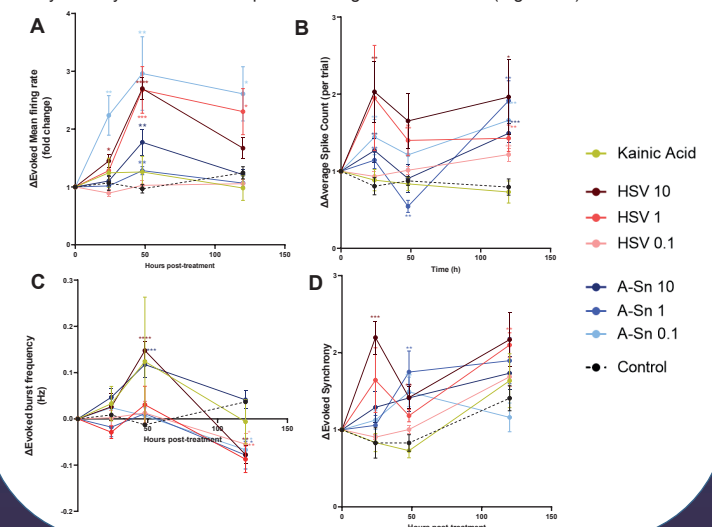 A
B
4
3
2
1
0
0
50
100
150
ΔEvoked Mean firing rate
(fold change)
Hours post-treatment
**
**
***
***
*
**
**
*
*
3
2
1
0
0
50
100
150
ΔAverage spike Count (per trial)
Time (h)
**
**
*
**
***
Kainic Acid
HSV 10
HSV 1
HSV 0.1
A-Sn 10
A-Sn 1
A-Sn 0.1
Control
C
D
0.3
0.2
0.1
0.0
-0.1
-0.2
50
100
150
ΔEvoked burst frequency
(Hz)
Hours post-treatment
****
***
3
2
1
0
0
50
100
150
ΔEvoked Synchrony
***
**